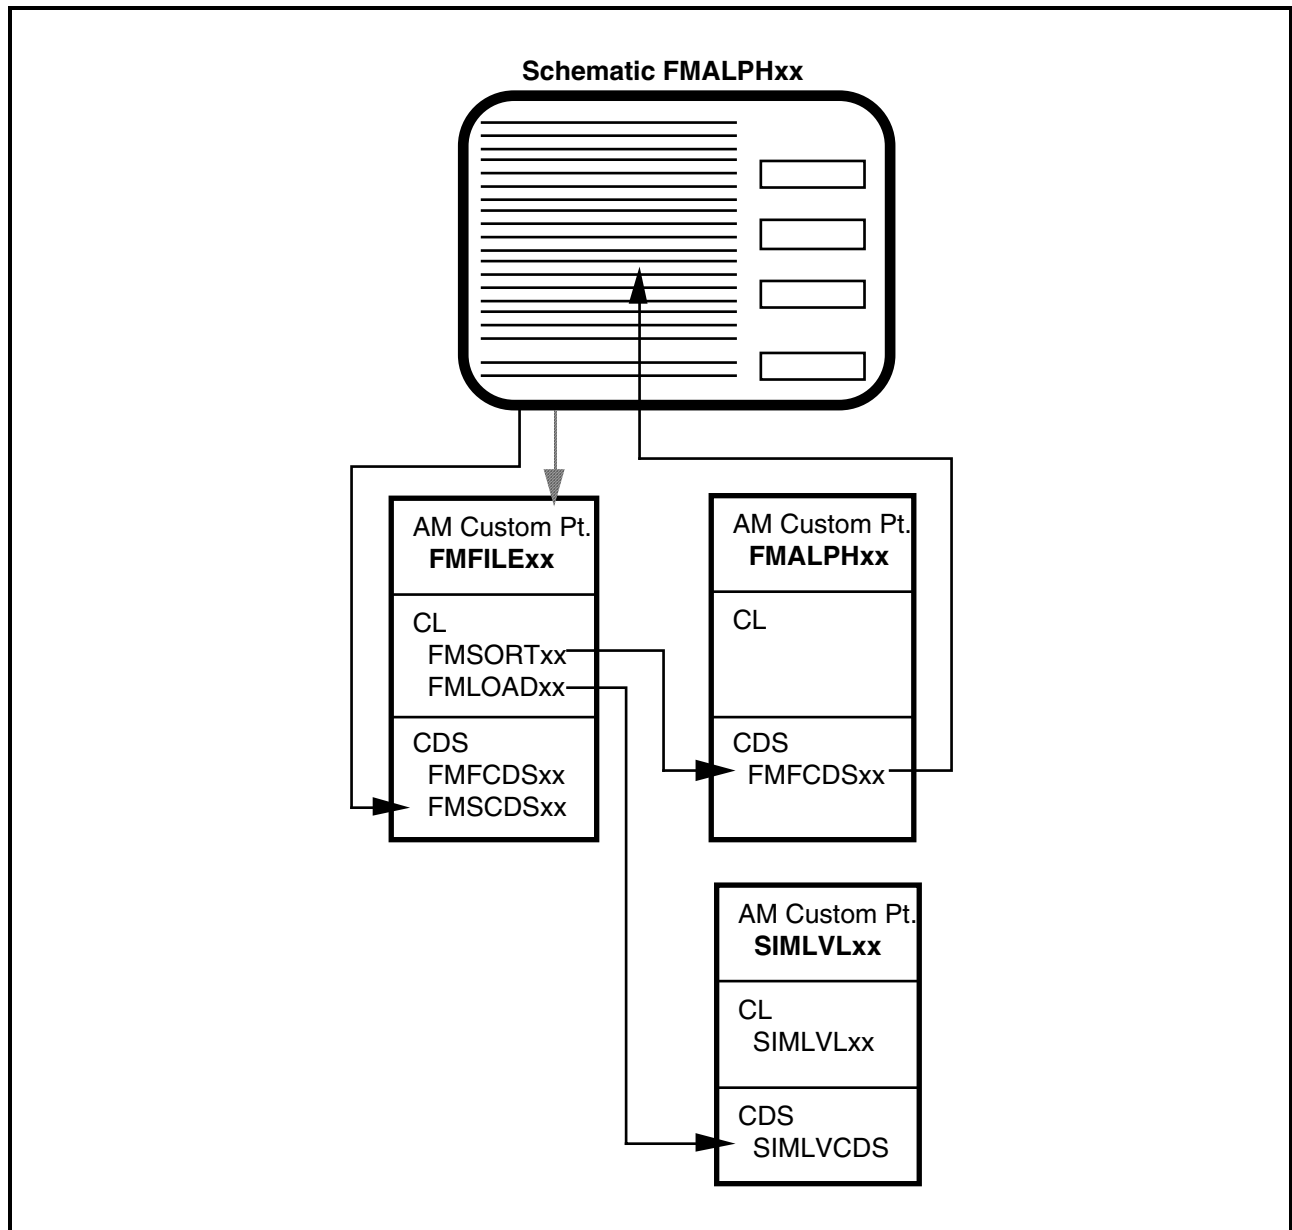 Schematic FMALPHxx
AM Custom Pt.
FMFILExx
CL
FMSORTxx
FMLOADxx
CDS
FMFCDSxx
FMSCDSxx
AM Custom Pt.
FMALPHxx
CL
CDS
FMFCDSxx
AM Custom Pt.
SIMLVLxx
CL
SIMLVLxx
CDS
SIMLVCDS